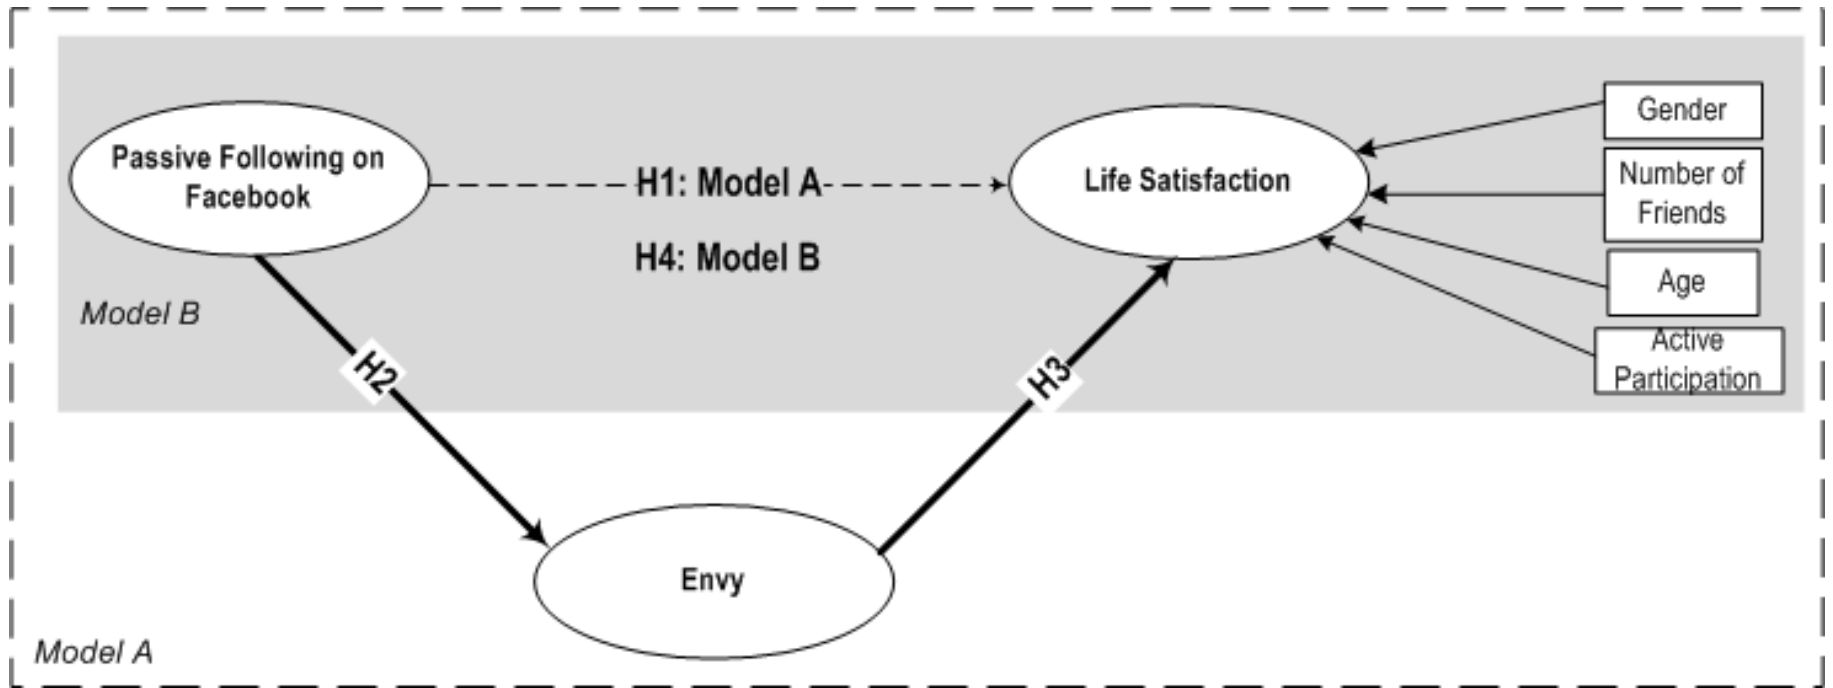 Passive Following on
Facebook
H1: Model A
H4: Model B
Life Satisfaction
Gender
Number of
Friends
Age
Active
Participation
Model B
H2
H3
Envy
Model A